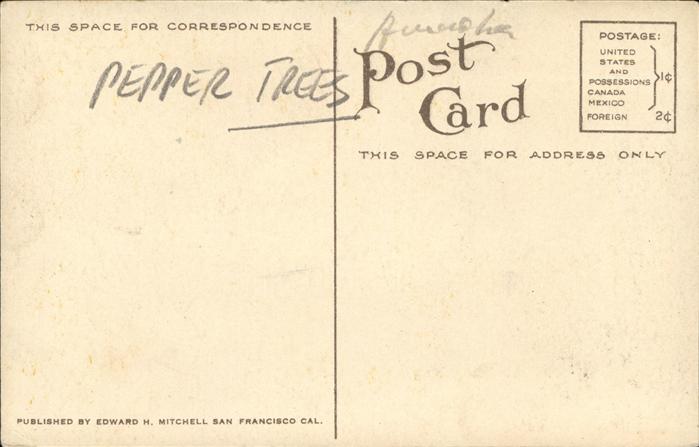 THIS SPACE FOR CORRESPONDENCE
PEPPER TREES
Post
Card
POSTAGE:
UNITED
STATES
AND
POSSESSIONS
CANADA
MEXICO
1¢
FOREIGN 2¢
THIS SPACE FOR ADDRESS ONLY
PUBLISHED BY EDWARD H. MITCHELL SAN FRANCISCO CAL.